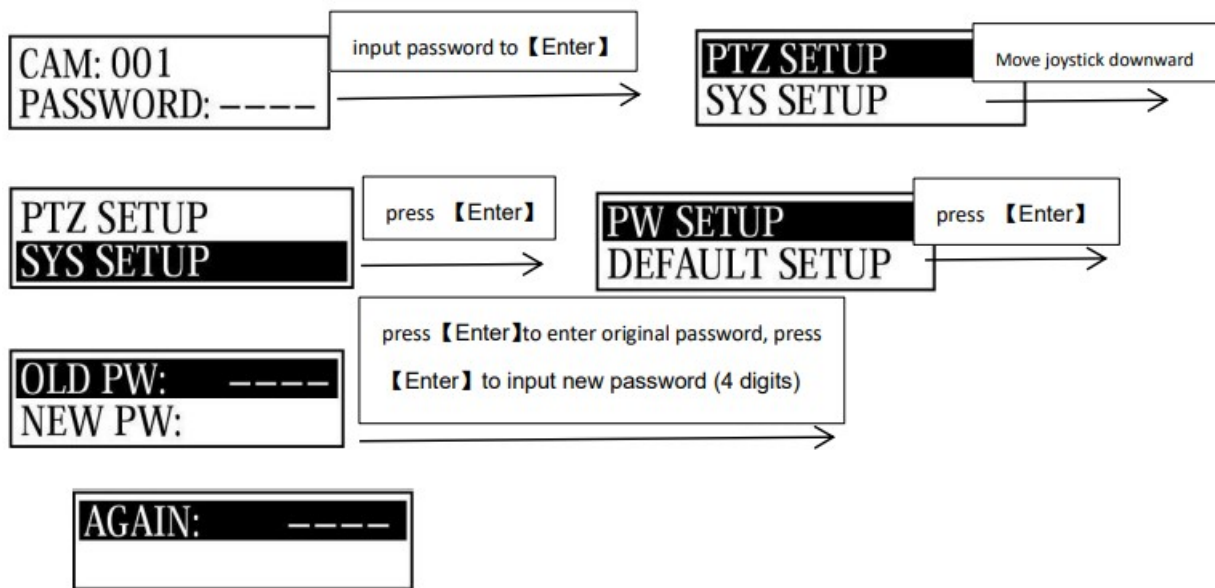 CAM: 001
PASSWORD: ----
input password to【Enter】
PTZ SETUP
SYS SETUP
Move joystick downward
PTZ SETUP
SYS SETUP
press 【Enter】
PW SETUP
DEFAULT SETUP
press 【Enter】
OLD PW: ----
NEW PW:
press【Enter】to enter original password, press
【Enter】 to input new password (4 digits)
AGAIN: ----